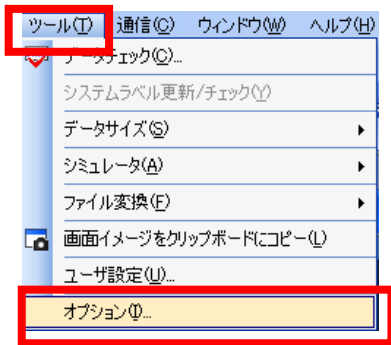 ツール(T) 通信(C) ウィンドウ(W) ヘルプ(H)
データチェック(C)...
システムラベル更新/チェック(Y)
データサイズ(S)
シミュレータ(A)
ファイル変換(F)
画面イメージをクリップボードにコピー(L)
ユーザ設定(U)...
オプション(I)...